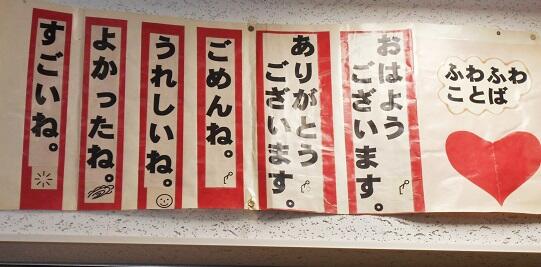 ふわふわ
ことば
おはよう
ございます。
ありがとう
ございます。
ごめんね。
うれしいね。
よかったね。
すごいね。